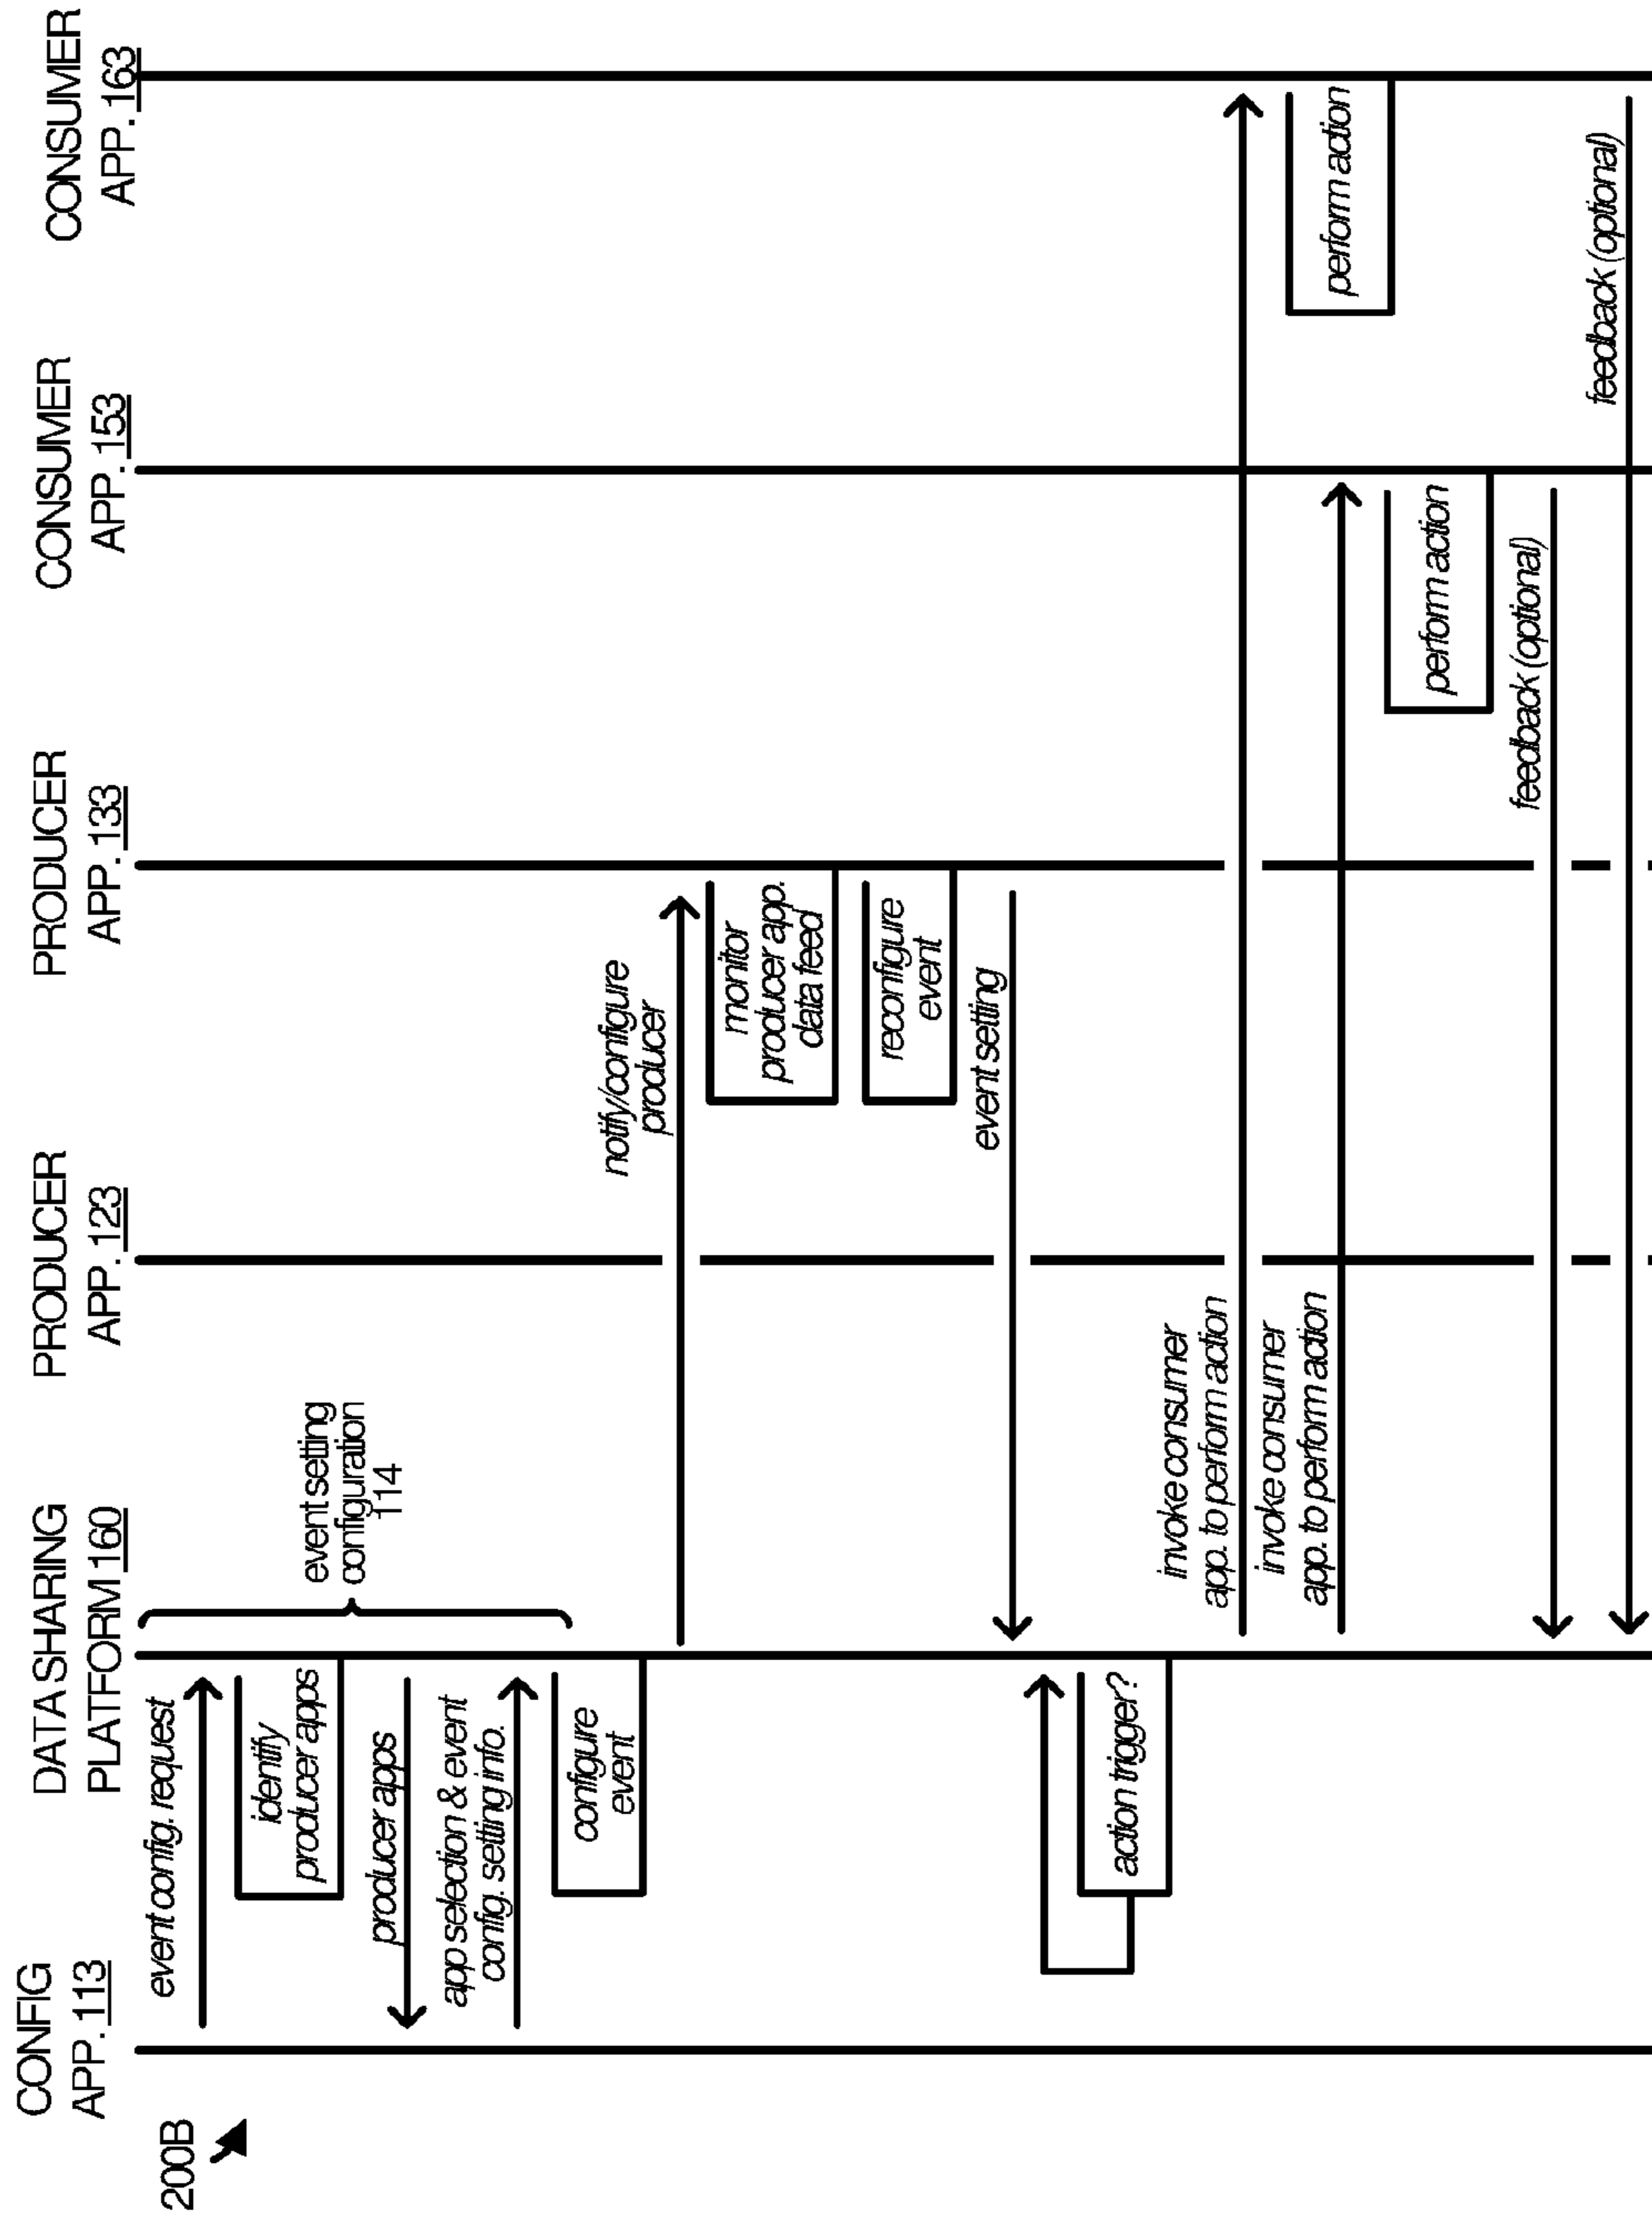 200B
CONFIG
APP. 113
DATA SHARING
PLATFORM 160
PRODUCER
APP. 123
PRODUCER
APP. 133
CONSUMER
APP. 153
CONSUMER
APP. 163
event config. request
identify
producer apps
producer apps
app selection & event
config. setting info.
configure
event
event setting
configuration
114
notify/configure
producer
monitor
producer app.
data feed
reconfigure
event
event setting
action trigger?
invoke consumer
app. to perform action
invoke consumer
app. to perform action
perform action
perform action
feedback (optional)
feedback (optional)